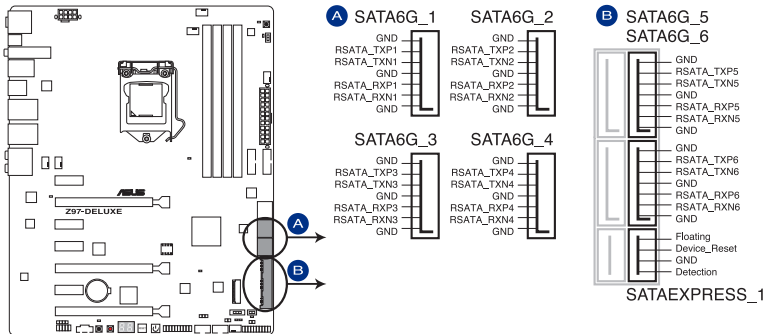 ASUS
Z97-DELUXE
A
B
A SATA6G_1
GND
RSATA_TXP1
RSATA_TXN1
GND
RSATA_RXP1
RSATA_RXN1
GND
SATA6G_2
GND
RSATA_TXP2
RSATA_TXN2
GND
RSATA_RXP2
RSATA_RXN2
GND
SATA6G_3
GND
RSATA_TXP3
RSATA_TXN3
GND
RSATA_RXP3
RSATA_RXN3
GND
SATA6G_4
GND
RSATA_TXP4
RSATA_TXN4
GND
RSATA_RXP4
RSATA_RXN4
GND
B SATA6G_5
SATA6G_6
GND
RSATA_TXP5
RSATA_TXN5
GND
RSATA_RXP5
RSATA_RXN5
GND
GND
RSATA_TXP6
RSATA_TXN6
GND
RSATA_RXP6
RSATA_RXN6
GND
Floating
Device_Reset
GND
Detection
SATAEXPRESS_1